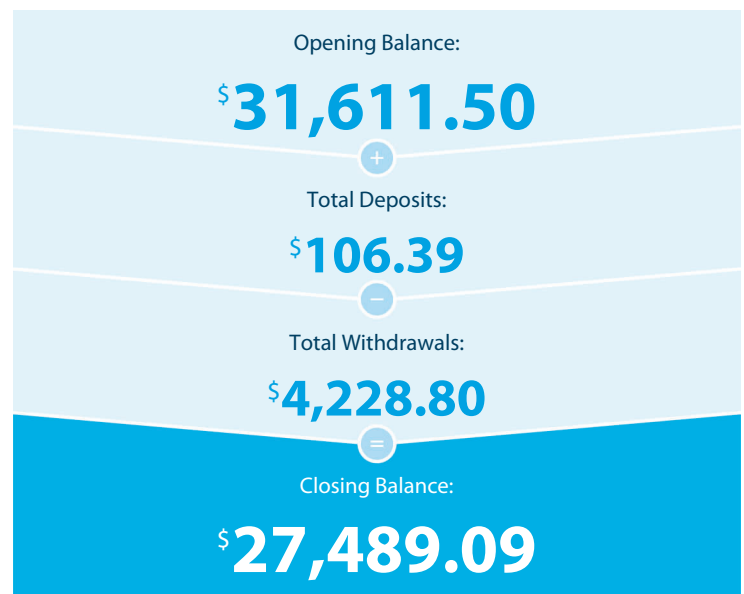 Opening Balance:
$31,611.50
+
Total Deposits:
$106.39
−
Total Withdrawals:
$4,228.80
=
Closing Balance:
$27,489.09